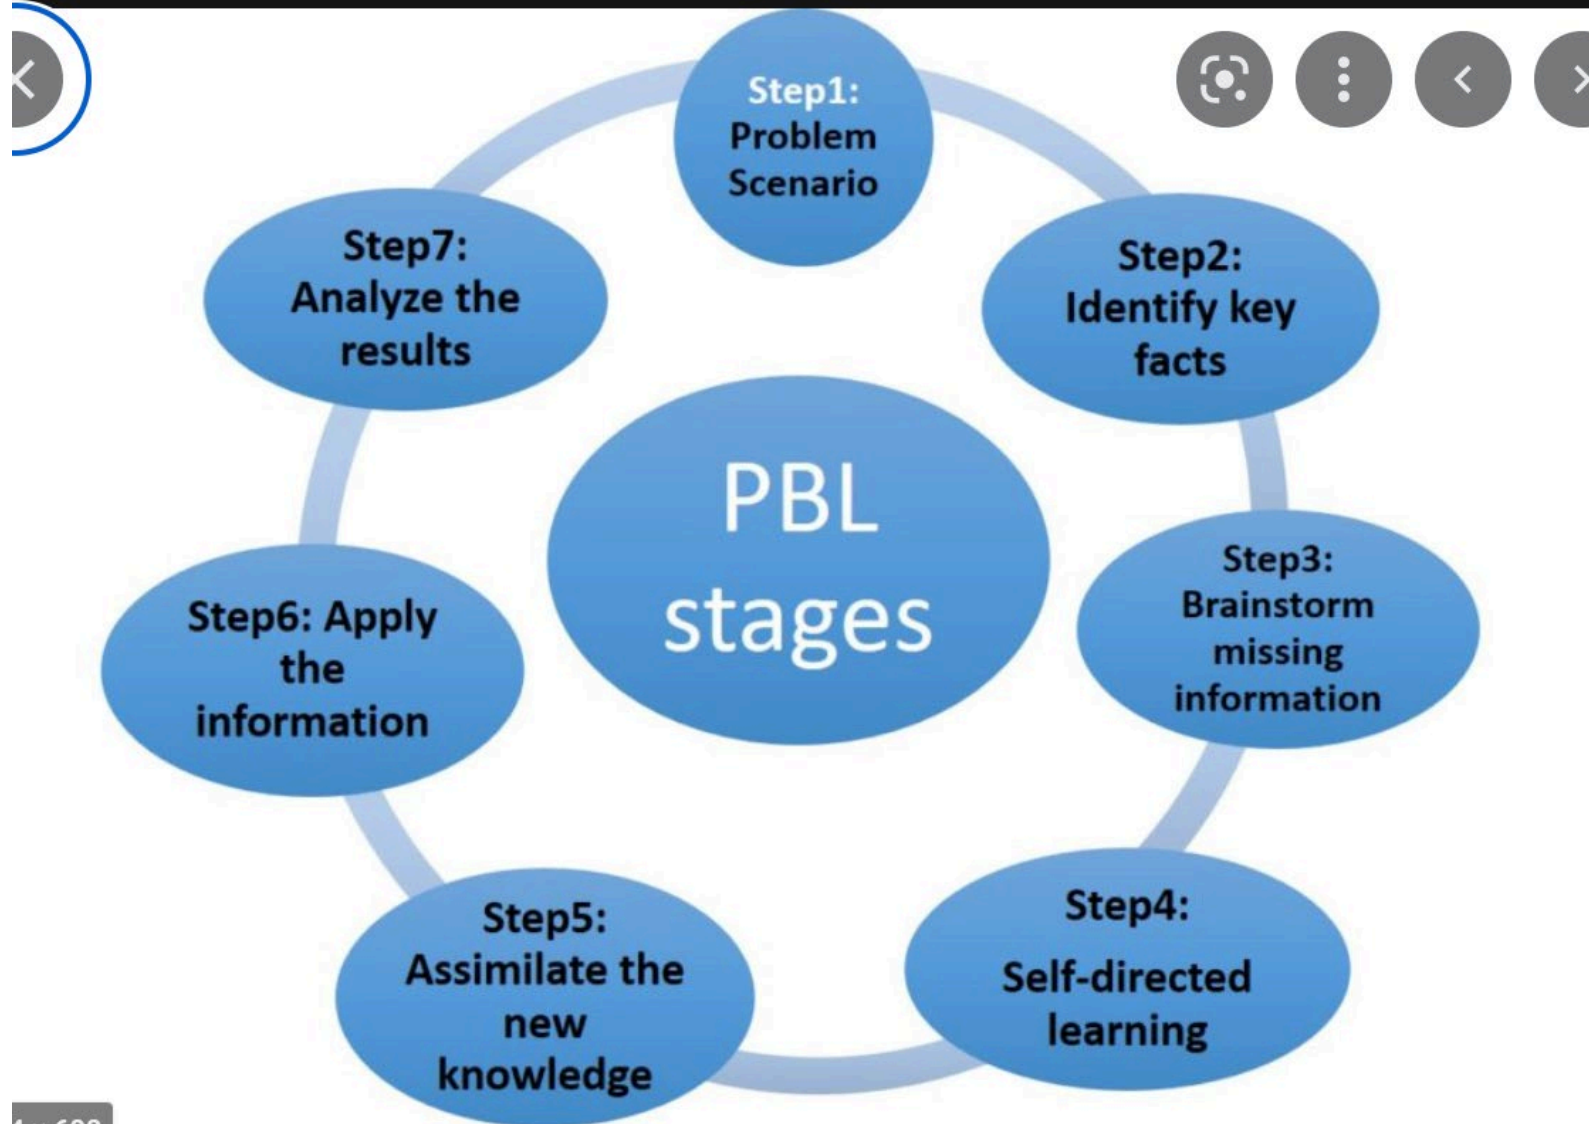 Step1:
Problem
Scenario
Step2:
Identify key
facts
Step3:
Brainstorm
missing
information
Step4:
Self-directed
learning
Step5:
Assimilate the
new
knowledge
Step6: Apply
the
information
Step7:
Analyze the
results
PBL
stages